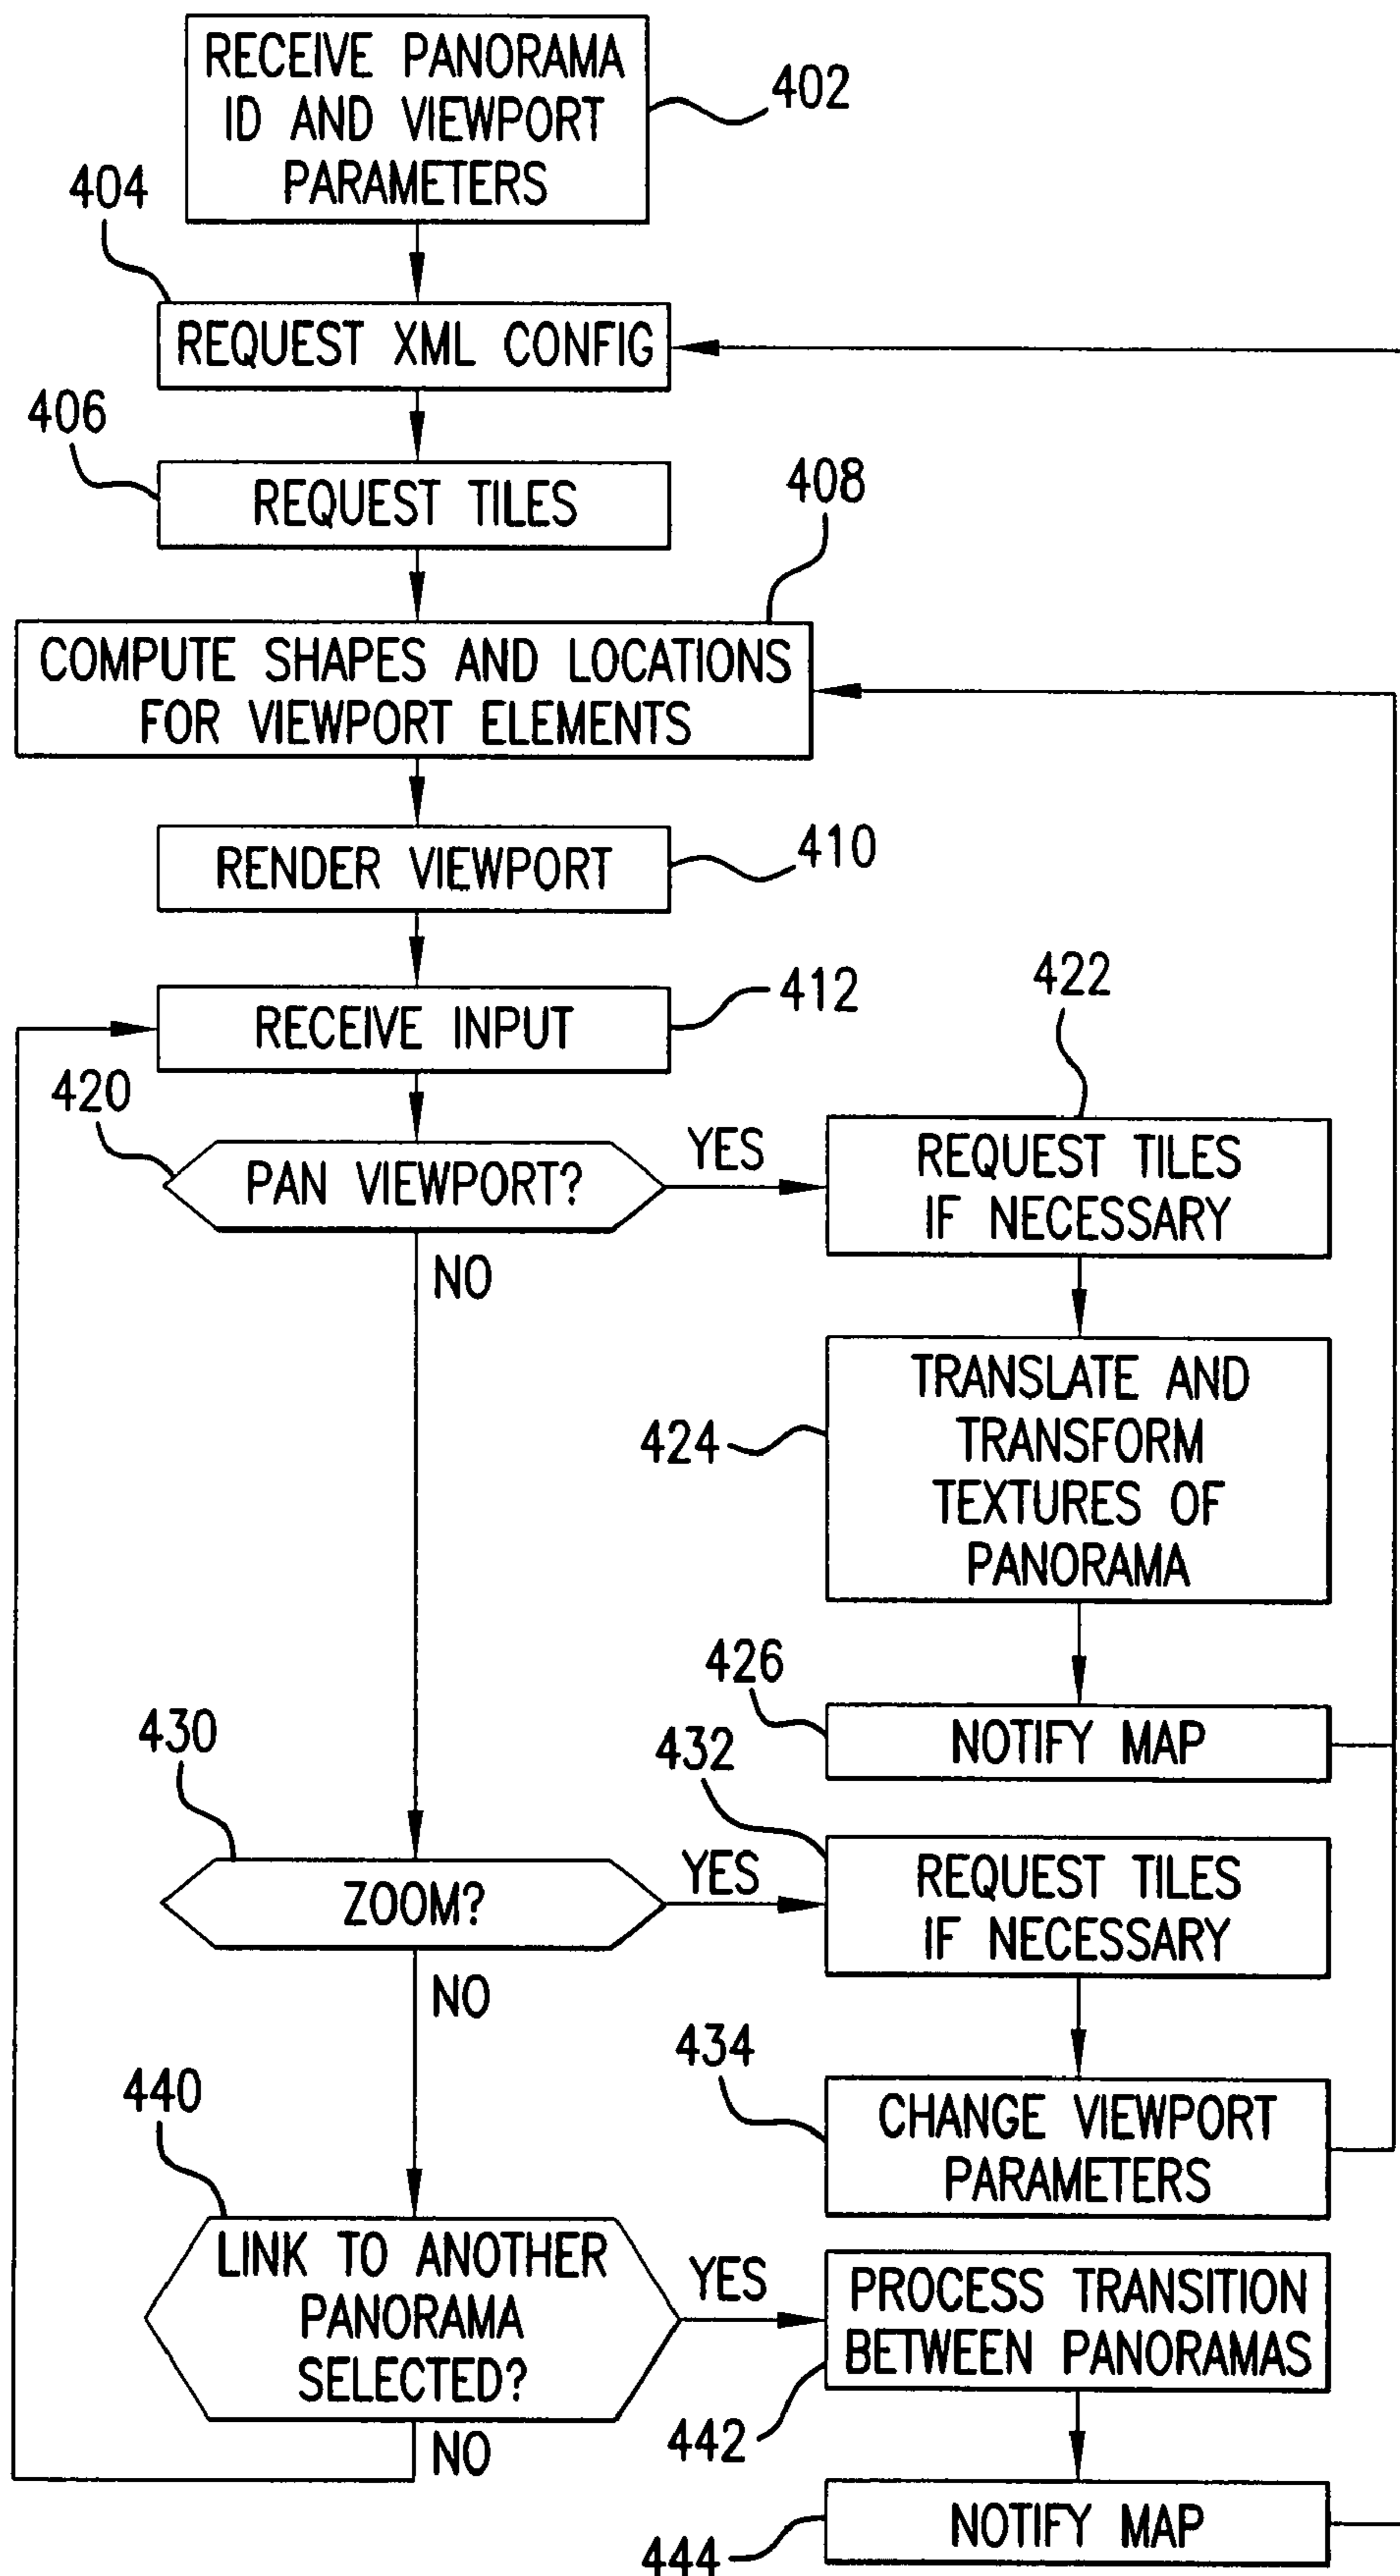 RECEIVE PANORAMA
ID AND VIEWPORT
PARAMETERS
402
404
REQUEST XML CONFIG
406
REQUEST TILES
408
COMPUTE SHAPES AND LOCATIONS
FOR VIEWPORT ELEMENTS
RENDER VIEWPORT
410
RECEIVE INPUT
412
420
PAN VIEWPORT?
YES
NO
422
REQUEST TILES
IF NECESSARY
424
TRANSLATE AND
TRANSFORM
TEXTURES OF
PANORAMA
426
NOTIFY MAP
430
ZOOM?
YES
NO
432
REQUEST TILES
IF NECESSARY
434
CHANGE VIEWPORT
PARAMETERS
440
LINK TO ANOTHER
PANORAMA
SELECTED?
YES
NO
PROCESS TRANSITION
BETWEEN PANORAMAS
442
NOTIFY MAP
444